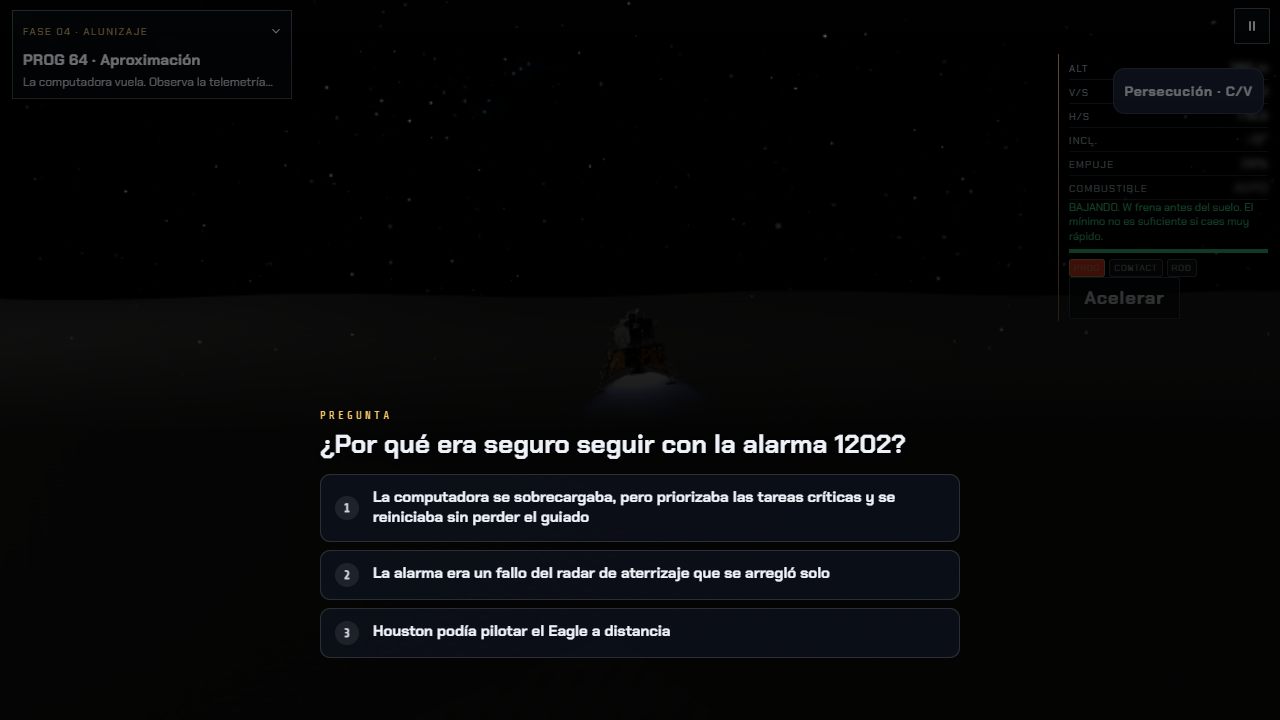 FASE 04 · ALUNIZAJE
PROG 64 · Aproximación
La computadora vuela. Observa la telemetría...
ALT
V/S
H/S
INCL.
EMPUJE
COMBUSTIBLE
Persecución · C/V
BAJANDO. W frena antes del suelo. El
mínimo no es suficiente si caes muy
rápido.
PROG
CONTACT
ROD
Acelerar
PREGUNTA
¿Por qué era seguro seguir con la alarma 1202?
1
La computadora se sobrecargaba, pero priorizaba las tareas críticas y se
reiniciaba sin perder el guiado
2
La alarma era un fallo del radar de aterrizaje que se arregló solo
3
Houston podía pilotar el Eagle a distancia